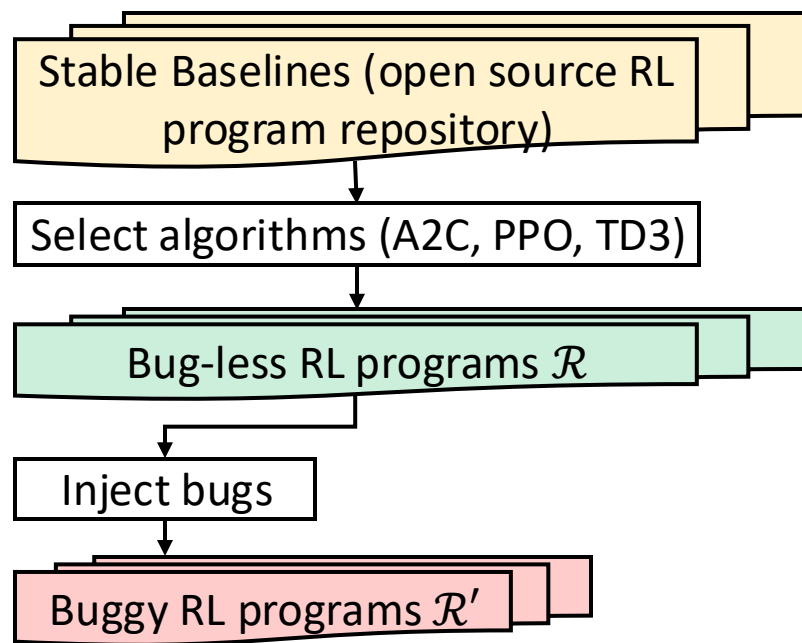 Stable Baselines (open source RL
program repository)
Select algorithms (A2C, PPO, TD3)
Bug-less RL programs ℛ
Inject bugs
Buggy RL programs ℛ′